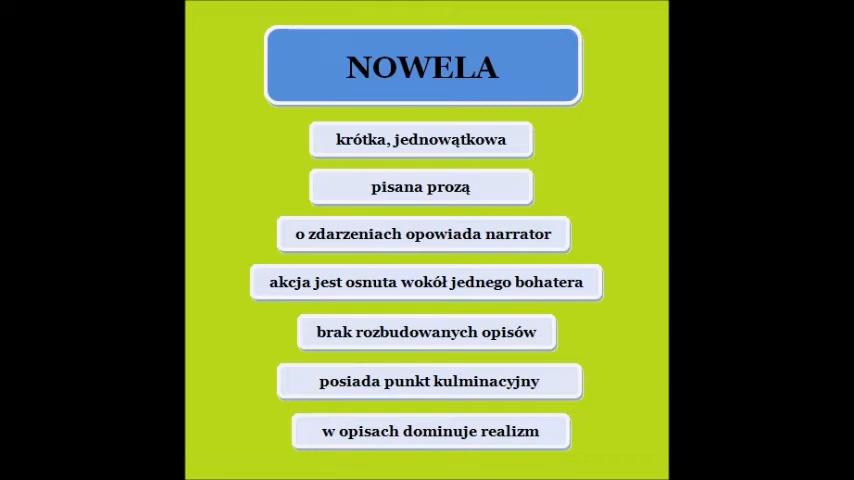 NOWELA
krótka, jednowątkowa
pisana prozą
o zdarzeniach opowiada narrator
akcja jest osnuta wokół jednego bohatera
brak rozbudowanych opisów
posiada punkt kulminacyjny
w opisach dominuje realizm